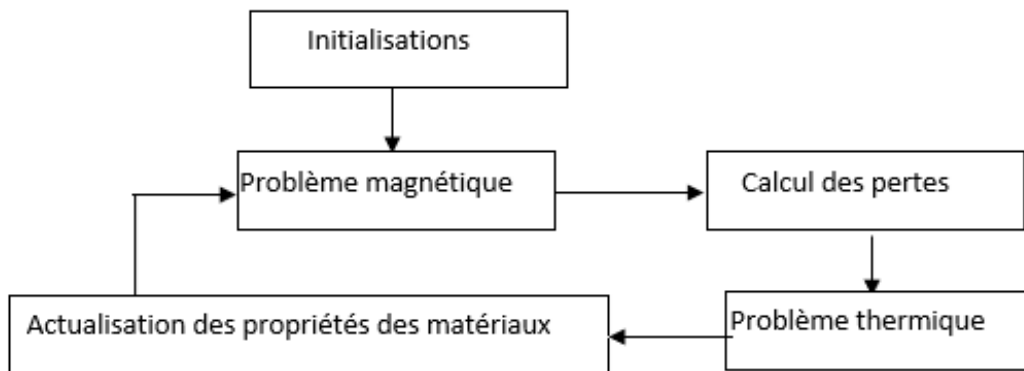 Initialisations
Problème magnétique
Calcul des pertes
Problème thermique
Actualisation des propriétés des matériaux